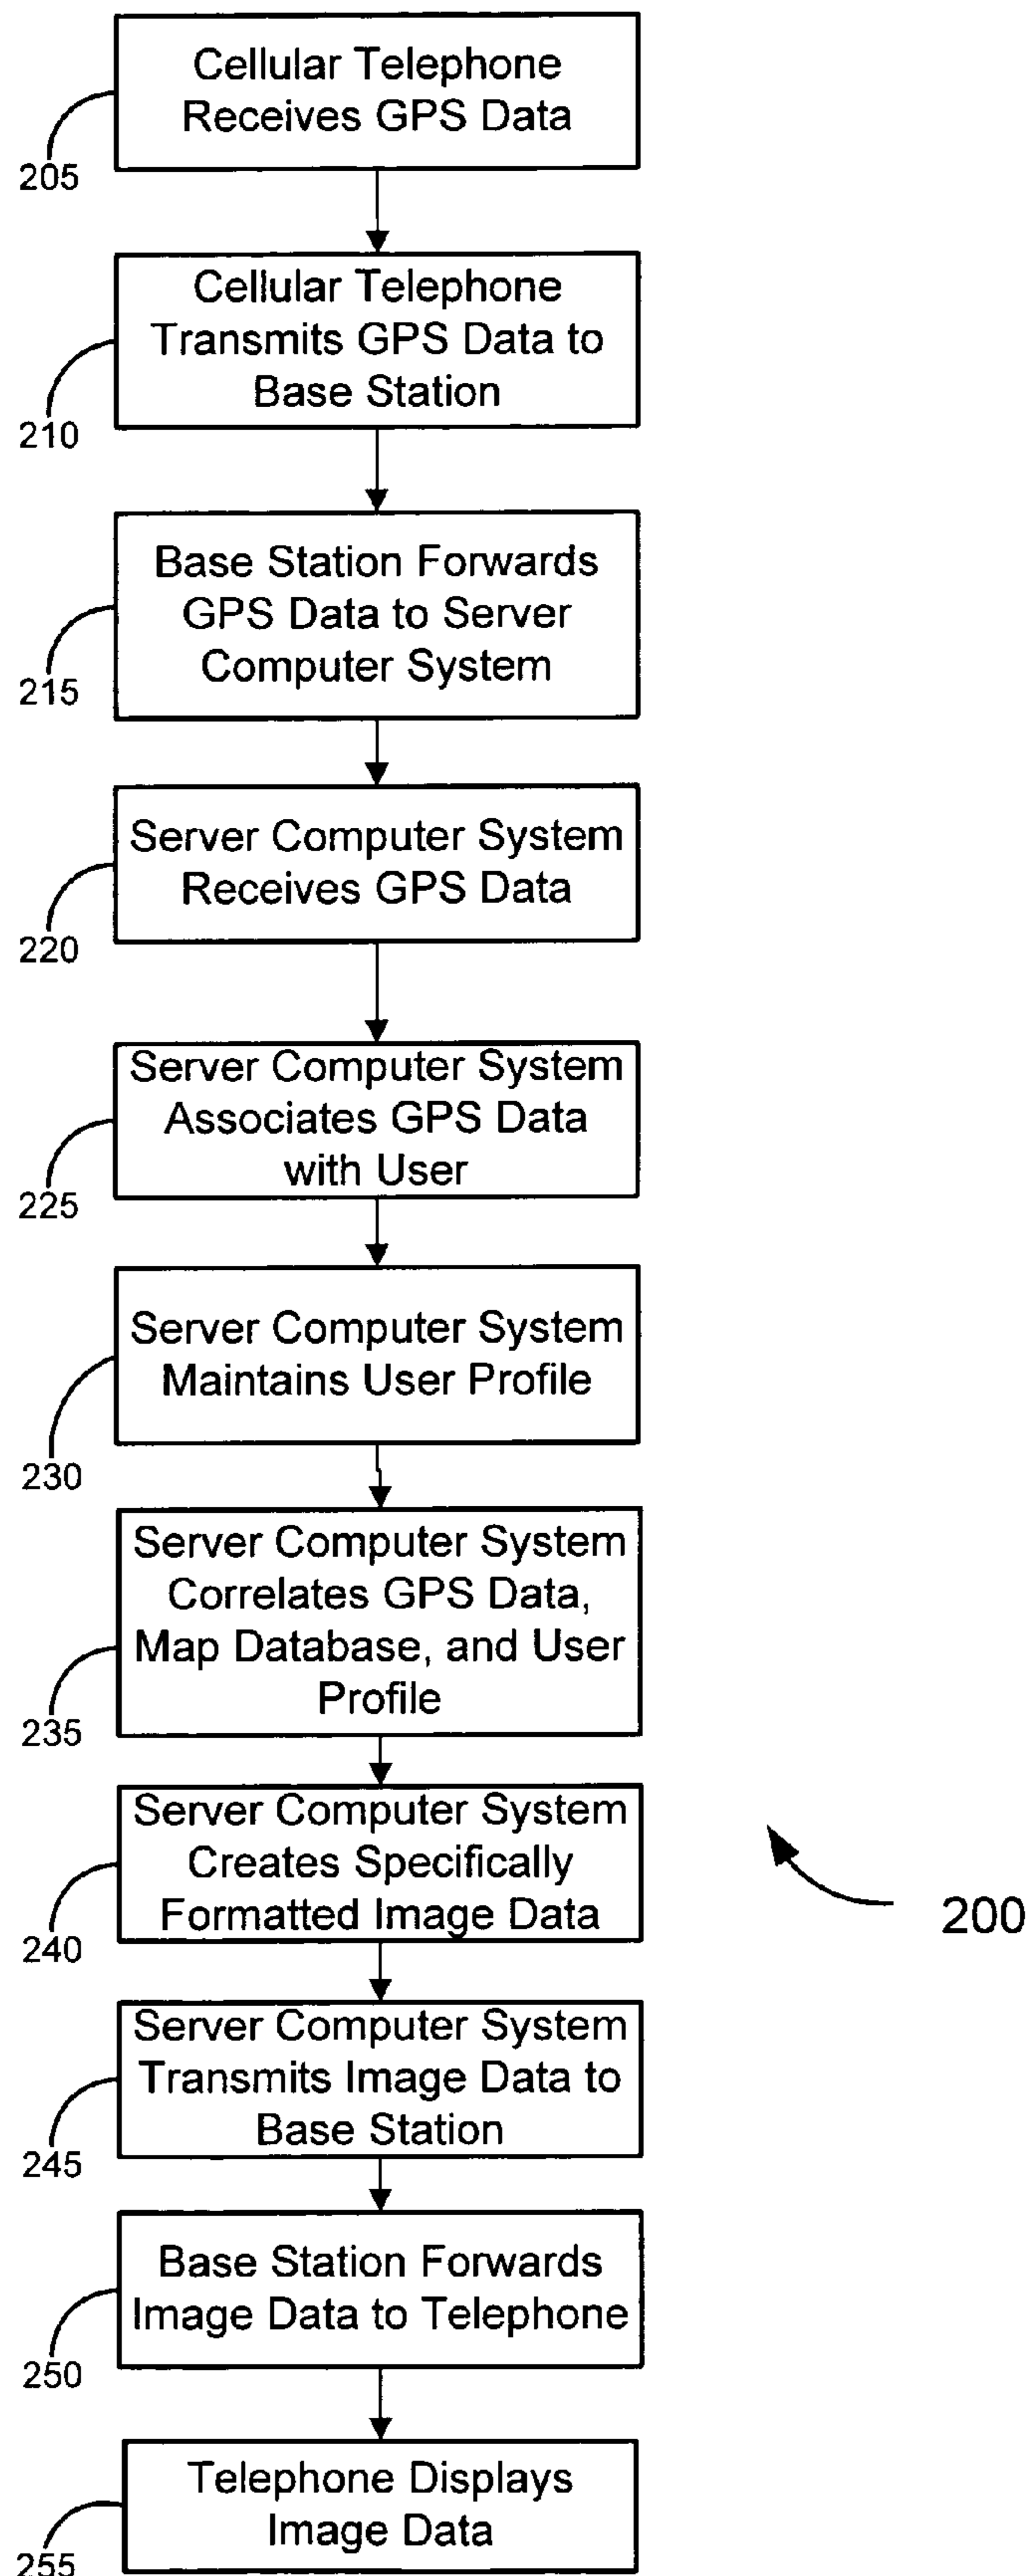 Cellular Telephone
Receives GPS Data
205
Cellular Telephone
Transmits GPS Data to
Base Station
210
Base Station Forwards
GPS Data to Server
Computer System
215
Server Computer System
Receives GPS Data
220
Server Computer System
Associates GPS Data
with User
225
Server Computer System
Maintains User Profile
230
Server Computer System
Correlates GPS Data,
Map Database, and User
Profile
235
Server Computer System
Creates Specifically
Formatted Image Data
240
200
Server Computer System
Transmits Image Data to
Base Station
245
Base Station Forwards
Image Data to Telephone
250
Telephone Displays
Image Data
255